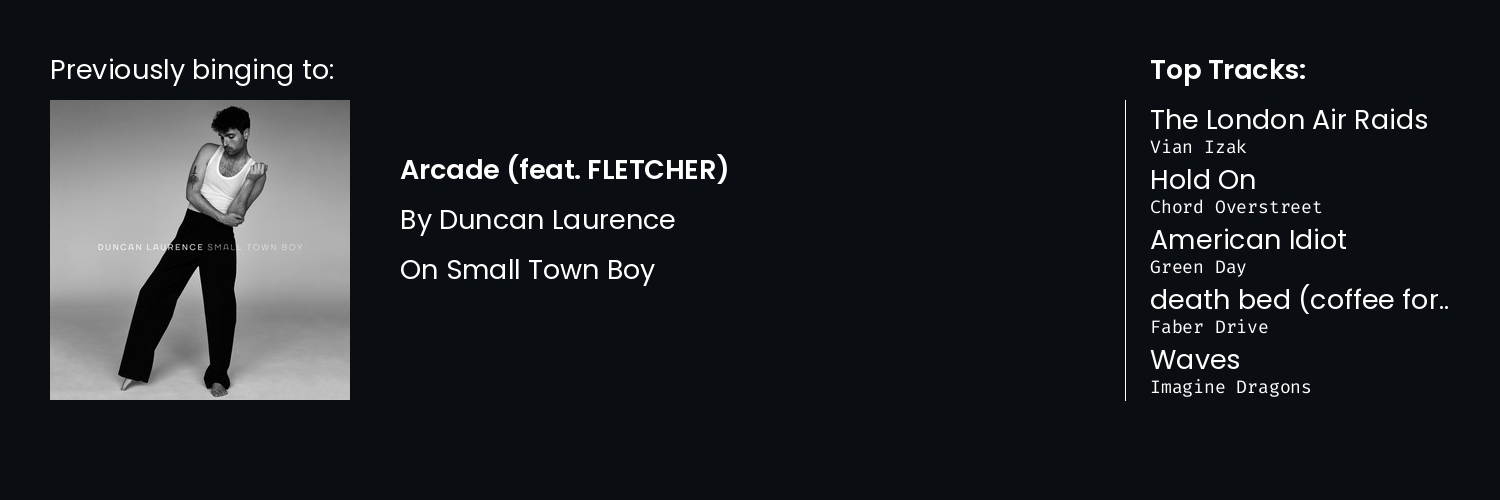 Previously binging to:
DUNCAN LAURENCE SMALL TOWN BOY
Arcade (feat. FLETCHER)
By Duncan Laurence
On Small Town Boy
Top Tracks:
The London Air Raids
Vian Izak
Hold On
Chord Overstreet
American Idiot
Green Day
death bed (coffee for..
Faber Drive
Waves
Imagine Dragons